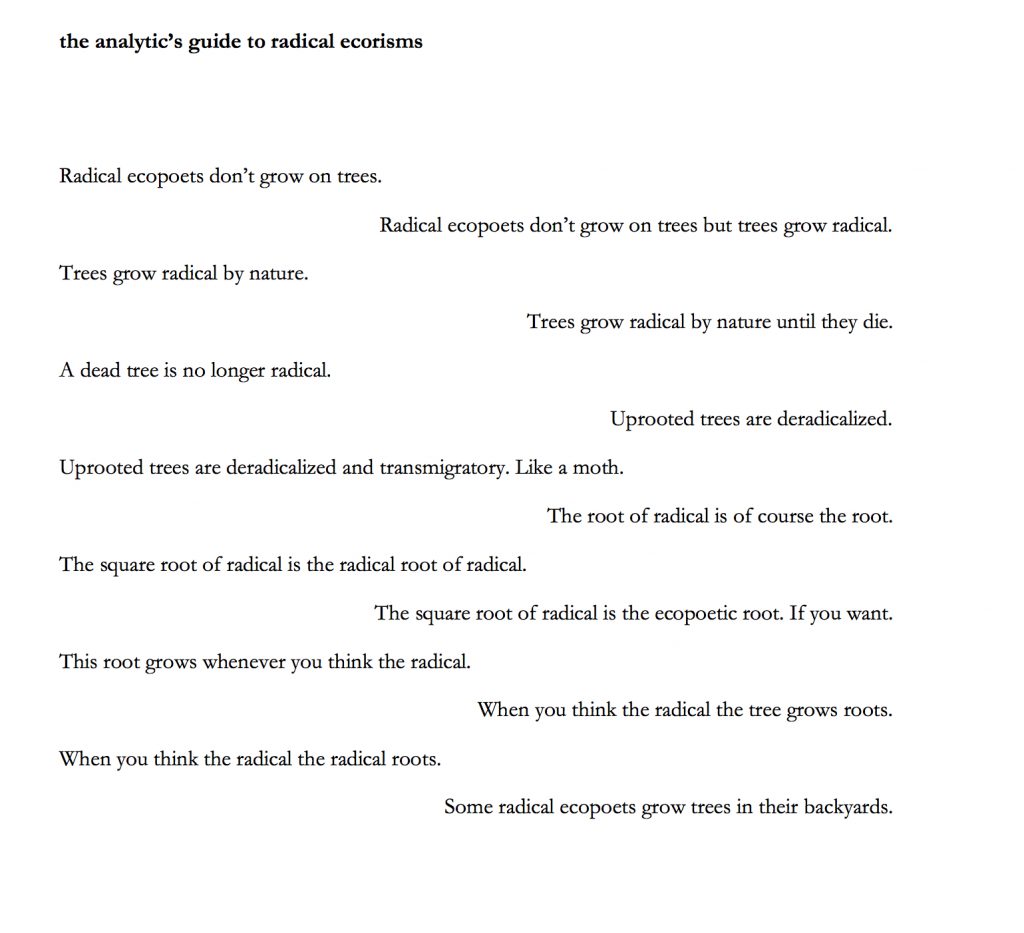 the analytic’s guide to radical ecorisms
Radical ecopoets don’t grow on trees.
Radical ecopoets don’t grow on trees but trees grow radical.
Trees grow radical by nature.
Trees grow radical by nature until they die.
A dead tree is no longer radical.
Uprooted trees are deradicalized.
Uprooted trees are deradicalized and transmigratory. Like a moth.
The root of radical is of course the root.
The square root of radical is the radical root of radical.
The square root of radical is the ecopoetic root. If you want.
This root grows whenever you think the radical.
When you think the radical the tree grows roots.
When you think the radical the radical roots.
Some radical ecopoets grow trees in their backyards.